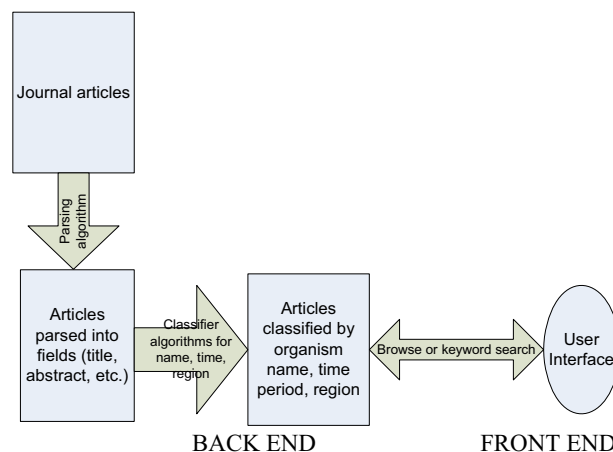 Journal articles
Parsing
algorithm
Articles
parsed into
fields (title,
abstract, etc.)
Classifier
algorithms for
name, time,
region
Articles
classified by
organism
name, time
period, region
Browse or keyword search
User
Interface
BACK END
FRONT END